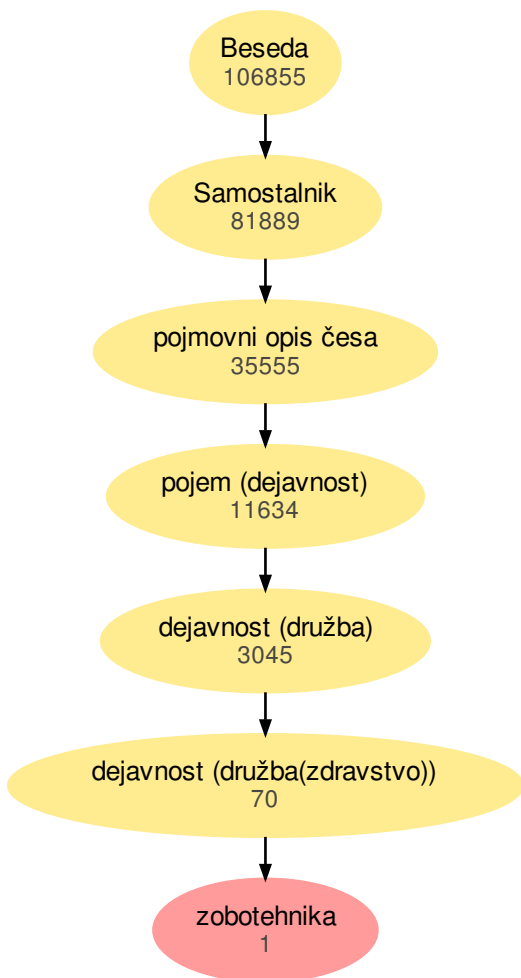 Beseda
106855
Samostalnik
81889
pojmovni opis česa
35555
pojem (dejavnost)
11634
dejavnost (družba)
3045
dejavnost (družba(zdravstvo))
70
zobotehnika
1